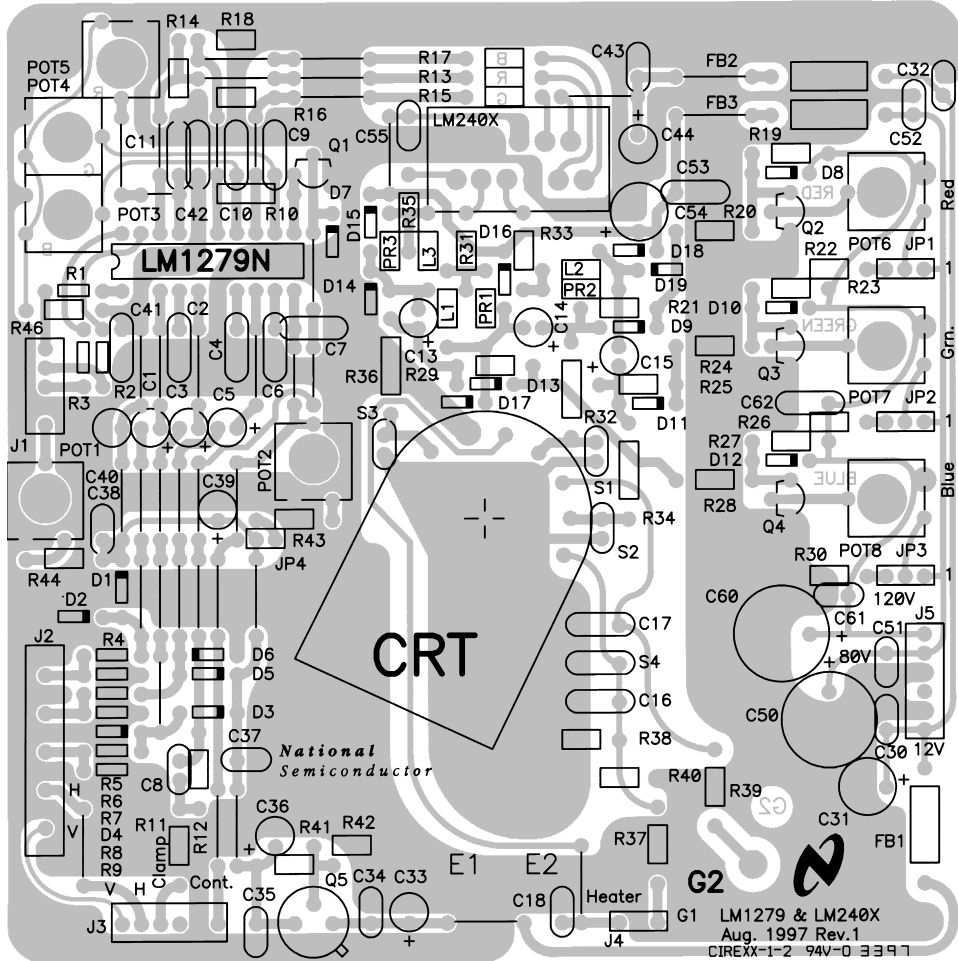 R14
R18
POT5
POT4
R17
R13
R15
B
R
G
C43
FB2
C32
R
C11
R16
C9
C55
LM240X
FB3
C44
R19
C52
Q1
C53
D8
RED
Red
G
D7
POT3
C42
C10
R10
D15
R35
D16
C54
R20
Q2
B
LM1279N
PR3
L3
R31
R33
D18
R22
POT6
JP1
1
R1
D14
L2
PR2
D19
R23
R46
C41
C2
L1
PR1
C14
R21
D10
GREEN
Grn.
C4
C7
C13
D9
R24
Q3
R2
C1
C3
C5
C6
R36
R29
D13
C15
R25
C62
POT7
JP2
R3
D17
R32
D11
R26
1
J1
POT1
S3
R27
POT2
D12
Blue
C40
C38
C39
S1
R28
BLUE
Q4
R34
R43
S2
R44
D1
JP4
R30
POT8
JP3
1
D2
C60
120V
C61
J5
J2
R4
D6
CRT
C17
C51
80V
D5
S4
D3
C16
C50
C37
R38
C30
12V
National
Semiconductor
C8
R5
R6
R7
D4
R8
R9
H
V
R40
R39
G2
C31
FB1
C36
R11
R12
R41
R42
R37
Clamp
E1
E2
V
H
Cont.
C35
Q5
C34
C33
C18
Heater
G2
J3
J4
G1
LM1279 & LM240X
Aug. 1997 Rev.1
CIREXX-1-2 94V-0 3397